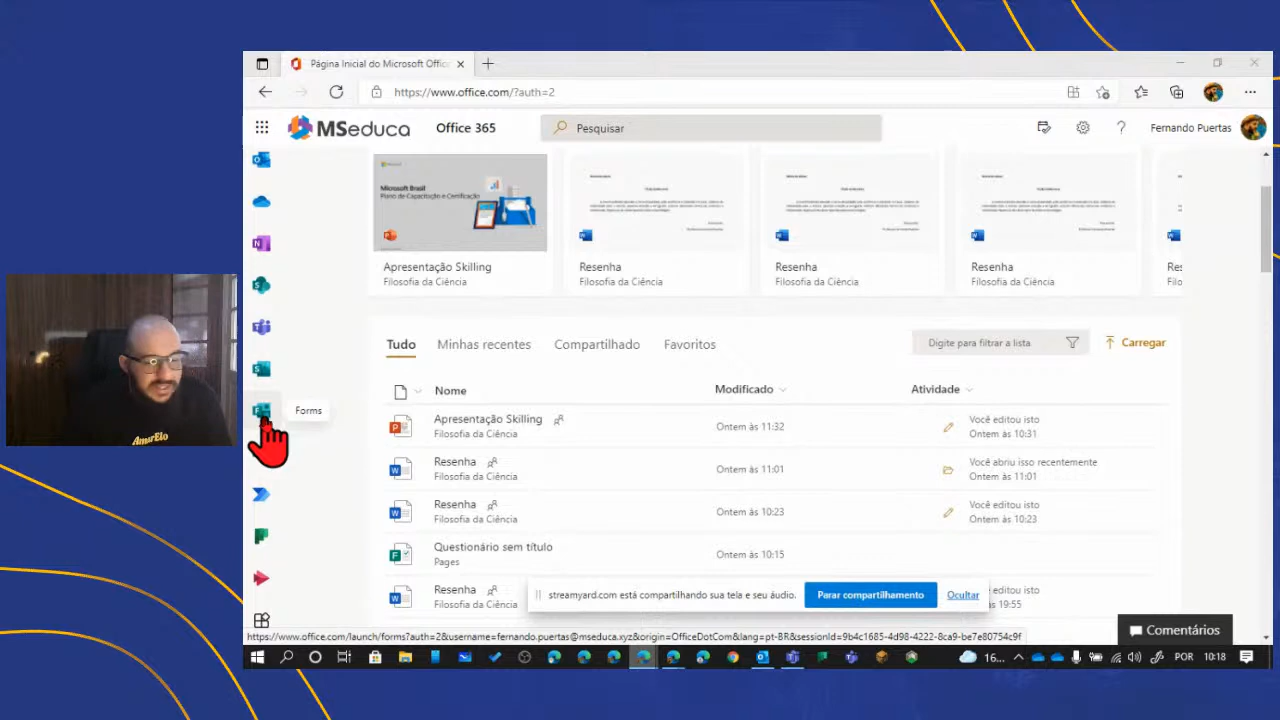 Página Inicial do Microsoft Offic
https://www.office.com/?auth=2
MSeduca
Office 365
Pesquisar
Fernando Puertas
Microsoft
Microsoft Brasil
Plano de Capacitação e Certificação
Apresentação Skilling
Filosofia da Ciência
Resenha
Filosofia da Ciência
Resenha
Filosofia da Ciência
Resenha
Filosofia da Ciência
Re
Filo
Tudo
Minhas recentes
Compartilhado
Favoritos
Digite para filtrar a lista
Carregar
Nome
Modificado
Atividade
Apresentação Skilling
Filosofia da Ciência
Ontem às 11:32
Você editou isto
Ontem às 10:31
Forms
Resenha
Filosofia da Ciência
Ontem às 11:01
Você abriu isso recentemente
Ontem às 11:01
Resenha
Filosofia da Ciência
Ontem às 10:23
Você editou isto
Ontem às 10:23
Questionário sem título
Pages
Ontem às 10:15
Resenha
Filosofia da Ciência
ê editou isto
às 19:55
streamyard.com está compartilhando sua tela e seu áudio.
Parar compartilhamento
Ocultar
Comentários
https://www.office.com/launch/forms?auth=2&username=fernando.puertas@mseduca.xyz&origin=OfficeDotCom&lang=pt-BR&sessionId=9b4c1685-4d98-4222-8ca9-be7e80754c9f
16...
POR
10:18
AmarElo